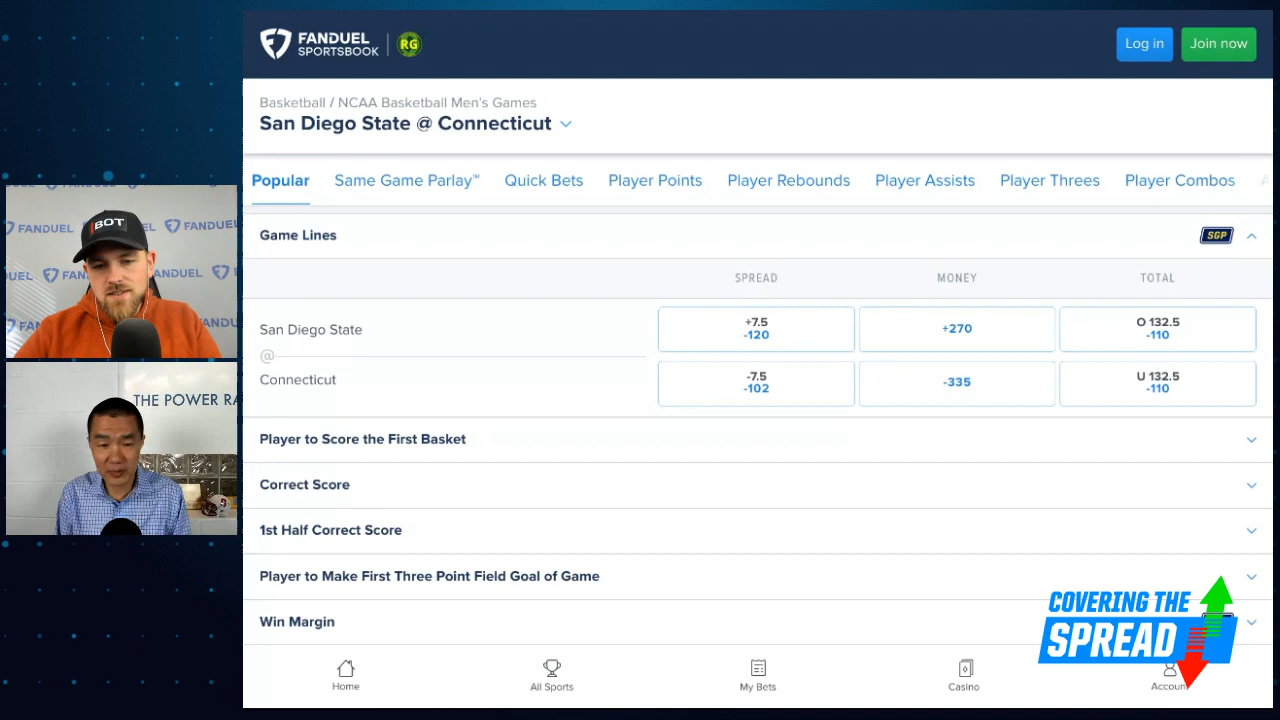 FANDUEL
SPORTSBOOK
RG
Log in
Join now
Basketball / NCAA Basketball Men's Games
San Diego State @ Connecticut
Popular
Same Game Parlay™
Quick Bets
Player Points
Player Rebounds
Player Assists
Player Threes
Player Combos
Game Lines
SGP
SPREAD
MONEY
TOTAL
San Diego State
+7.5
-120
+270
O 132.5
-110
@
Connecticut
-7.5
-102
-335
U 132.5
-110
Player to Score the First Basket
Correct Score
1st Half Correct Score
Player to Make First Three Point Field Goal of Game
Win Margin
Home
All Sports
My Bets
Casino
Account
COVERING THE
SPREAD
FANDUEL
FANDUEL
BOT
THE POWER RA